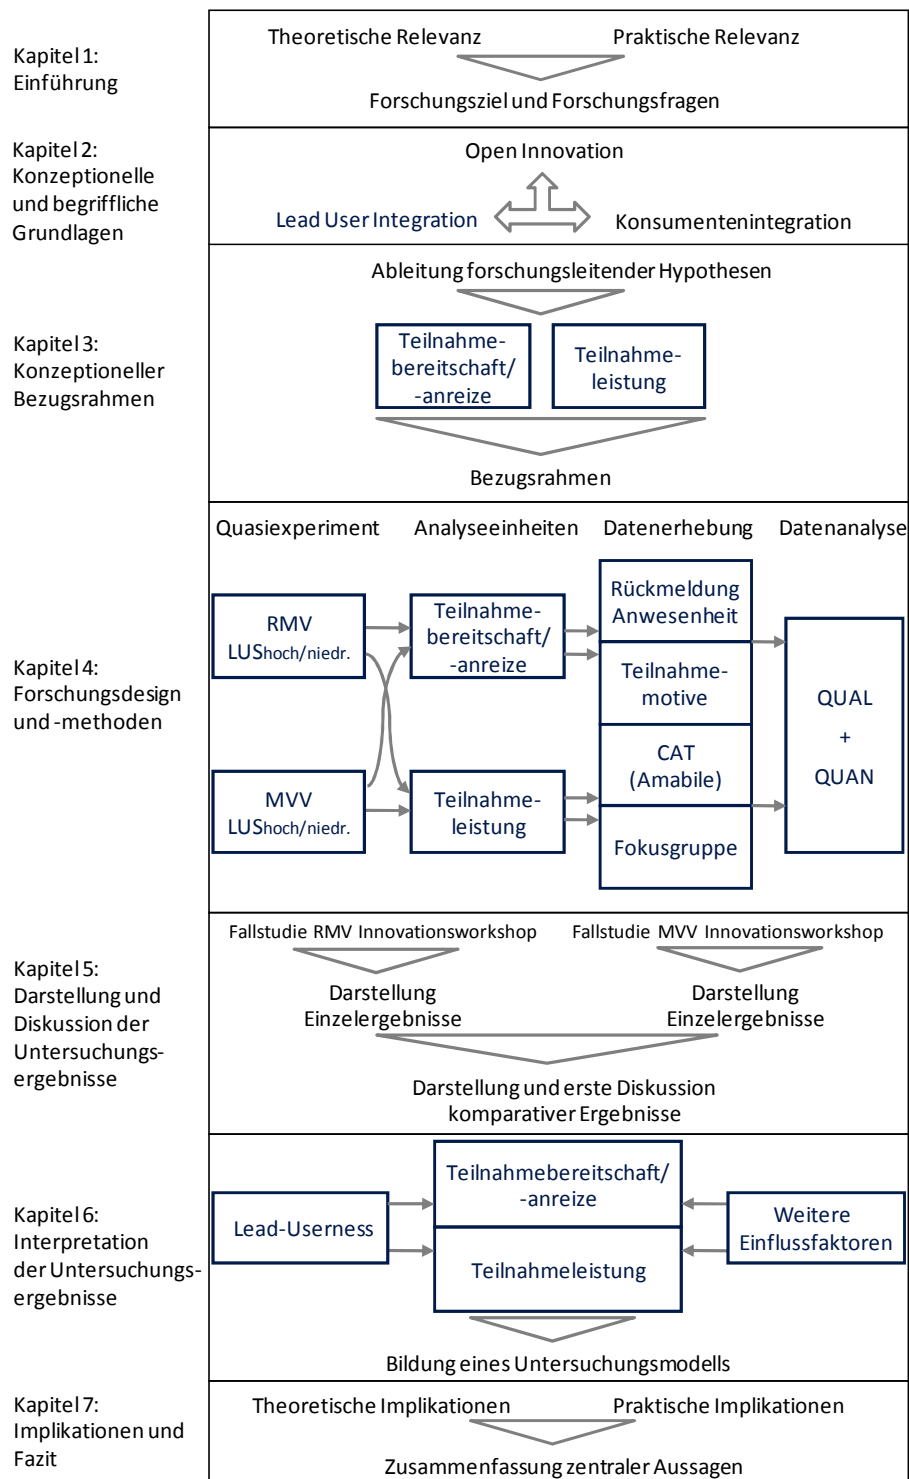 Kapitel 1:
Einführung
Theoretische Relevanz
Praktische Relevanz
Forschungsziel und Forschungsfragen
Kapitel 2:
Konzeptionelle
und begriffliche
Grundlagen
Open Innovation
Lead User Integration
Konsumentenintegration
Kapitel 3:
Konzeptioneller
Bezugsrahmen
Ableitung forschungsleitender Hypothesen
Teilnahme-
bereitschaft/
-anreize
Teilnahme-
leistung
Bezugsrahmen
Kapitel 4:
Forschungsdesign
und -methoden
Quasiexperiment
Analyseeinheiten
Datenerhebung
Datenanalyse
RMV
LUShoch/niedr.
MVV
LUShoch/niedr.
Teilnahme-
bereitschaft/
-anreize
Teilnahme-
leistung
Rückmeldung
Anwesenheit
Teilnahme-
motive
CAT
(Amabile)
Fokusgruppe
QUAL
+
QUAN
Kapitel 5:
Darstellung und
Diskussion der
Untersuchungs-
ergebnisse
Fallstudie RMV Innovationsworkshop
Fallstudie MVV Innovationsworkshop
Darstellung
Einzelergebnisse
Darstellung
Einzelergebnisse
Darstellung und erste Diskussion
komparativer Ergebnisse
Kapitel 6:
Interpretation
der Untersuchungs-
ergebnisse
Lead-Userness
Teilnahmebereitschaft/
-anreize
Teilnahmeleistung
Weitere
Einflussfaktoren
Bildung eines Untersuchungsmodells
Kapitel 7:
Implikationen und
Fazit
Theoretische Implikationen
Praktische Implikationen
Zusammenfassung zentraler Aussagen